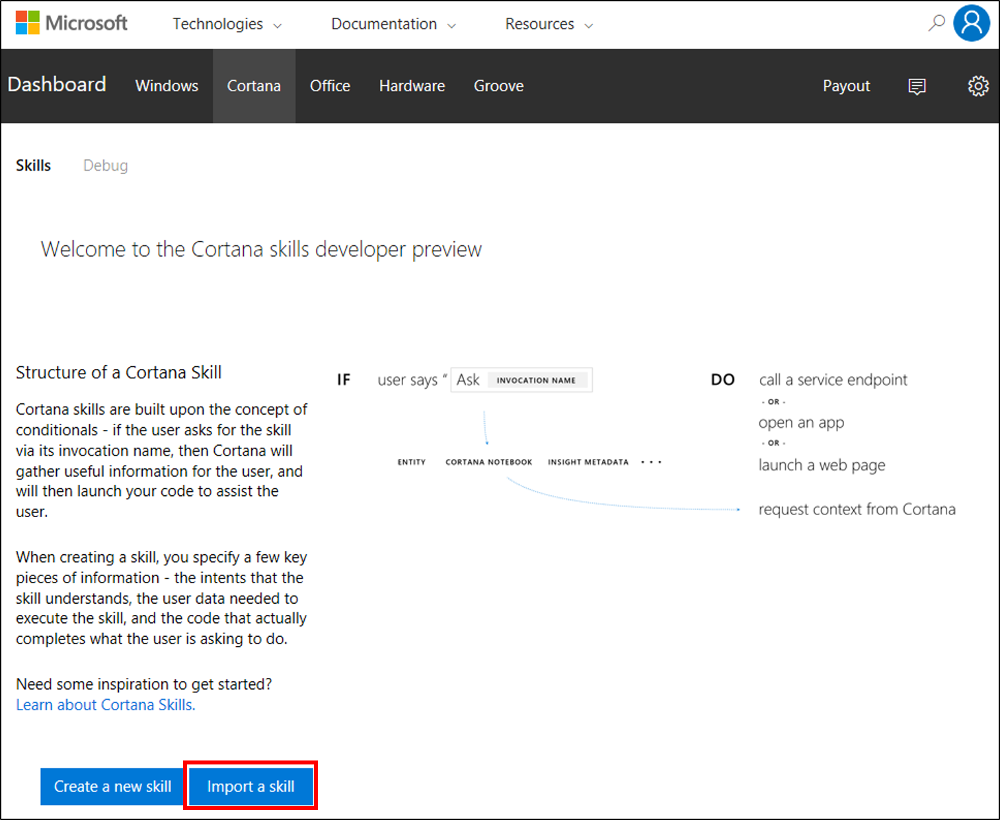 Microsoft Technologies Documentation Resources
Dashboard Windows Cortana Office Hardware Groove Payout
Skills Debug
Welcome to the Cortana skills developer preview
Structure of a Cortana Skill
Cortana skills are built upon the concept of
conditionals - if the user asks for the skill
via its invocation name, then Cortana will
gather useful information for the user, and
will then launch your code to assist the
user.
When creating a skill, you specify a few key
pieces of information - the intents that the
skill understands, the user data needed to
execute the skill, and the code that actually
completes what the user is asking to do.
Need some inspiration to get started?
Learn about Cortana Skills.
IF user says “ Ask INVOCATION NAME
ENTITY CORTANA NOTEBOOK INSIGHT METADATA • • •
DO call a service endpoint
- OR -
open an app
- OR -
launch a web page
request context from Cortana
Create a new skill Import a skill